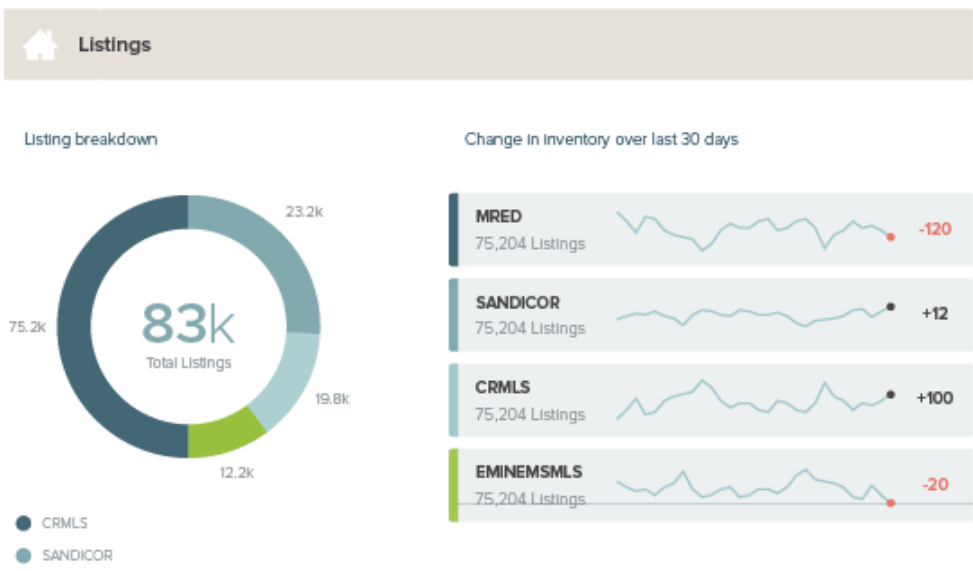 Listings
Listing breakdown
23.2k
75.2k
83k
Total Listings
19.8k
12.2k
CRMLS
SANDICOR
Change in inventory over last 30 days
MRED
75,204 Listings
-120
SANDICOR
75,204 Listings
+12
CRMLS
75,204 Listings
+100
EMINEMSMLS
75,204 Listings
-20